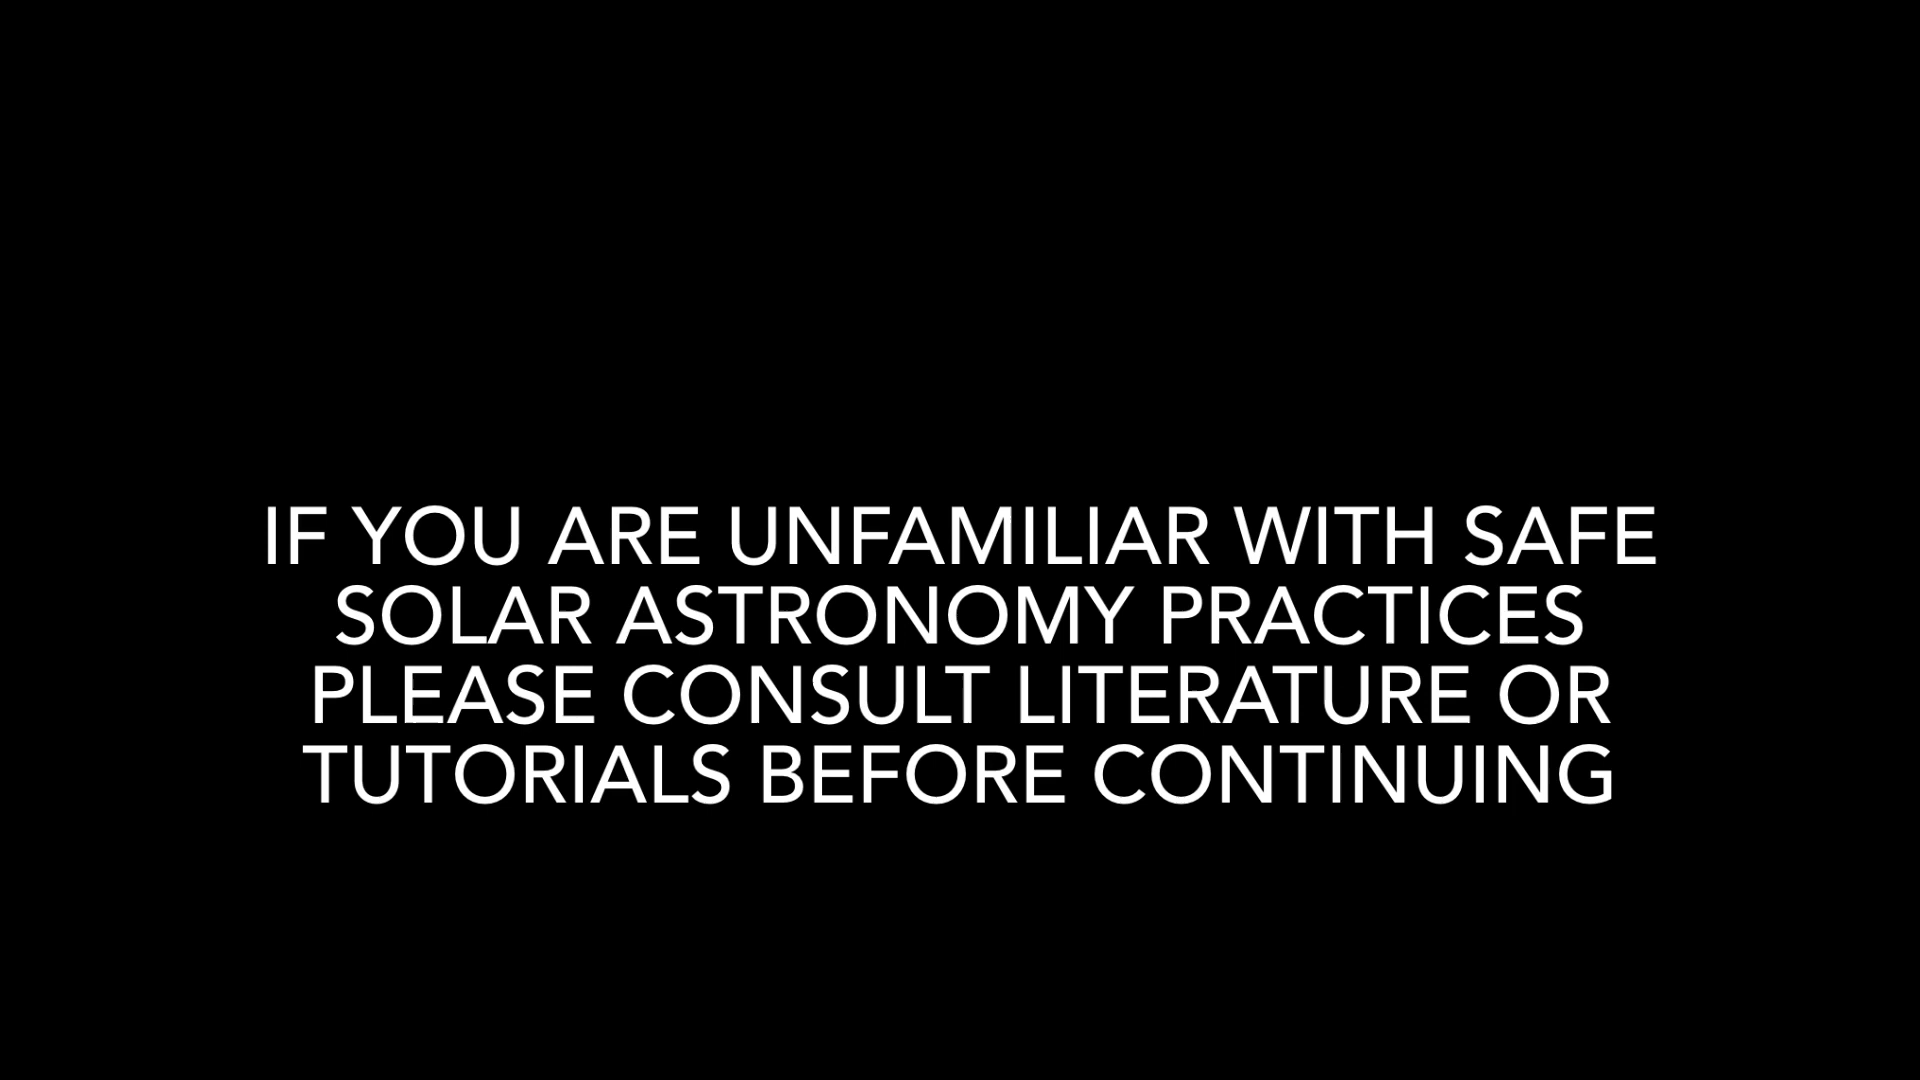 IF YOU ARE UNFAMILIAR WITH SAFE
SOLAR ASTRONOMY PRACTICES
PLEASE CONSULT LITERATURE OR
TUTORIALS BEFORE CONTINUING